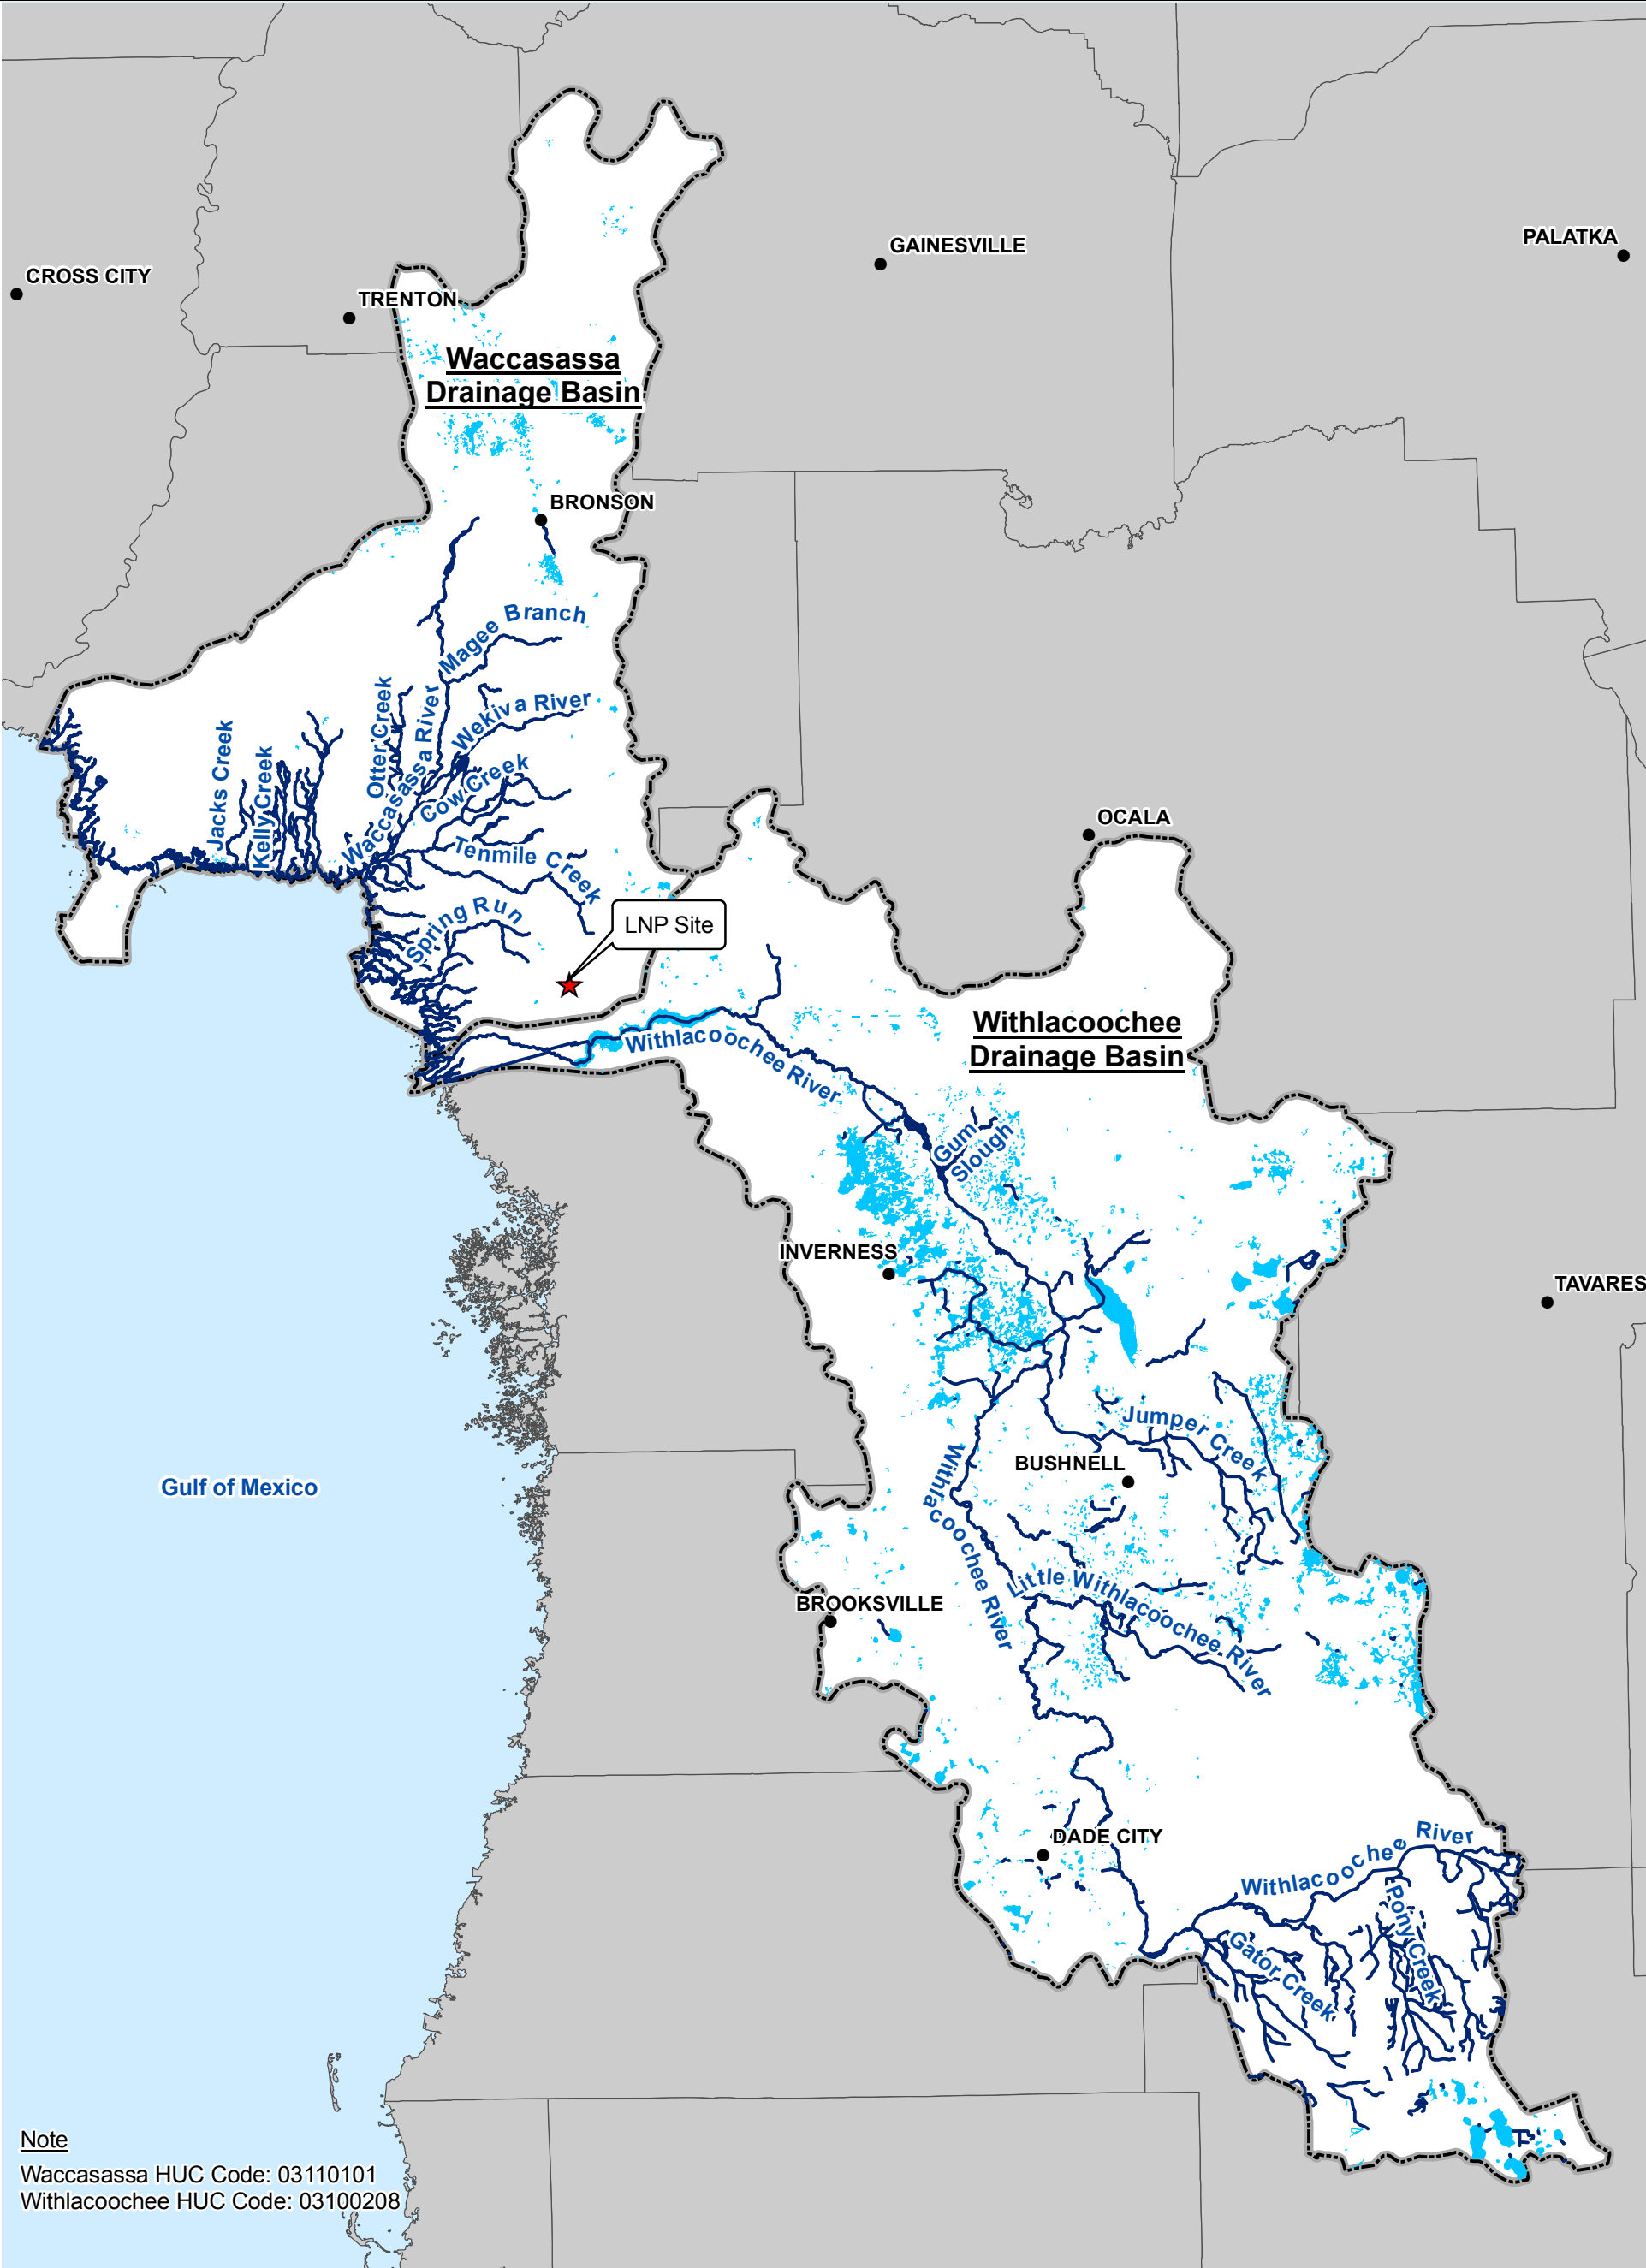 GAINESVILLE
PALATKA
CROSS CITY
TRENTON
Waccasassa
Drainage Basin
BRONSON
Magee Branch
Otter Creek
Waccasassa River
Wekiva River
Jacks Creek
Kelly Creek
Cow Creek
OCALA
Tenmile Creek
Spring Run
LNP Site
Withlacoochee
Drainage Basin
Withlacoochee River
Gum
Slough
INVERNESS
TAVARES
Jumper Creek
BUSHNELL
Gulf of Mexico
Withlacoochee River
Little Withlacoochee River
BROOKSVILLE
DADE CITY
Withlacoochee River
Pony Creek
Gator Creek
Note
Waccasassa HUC Code: 03110101
Withlacoochee HUC Code: 03100208